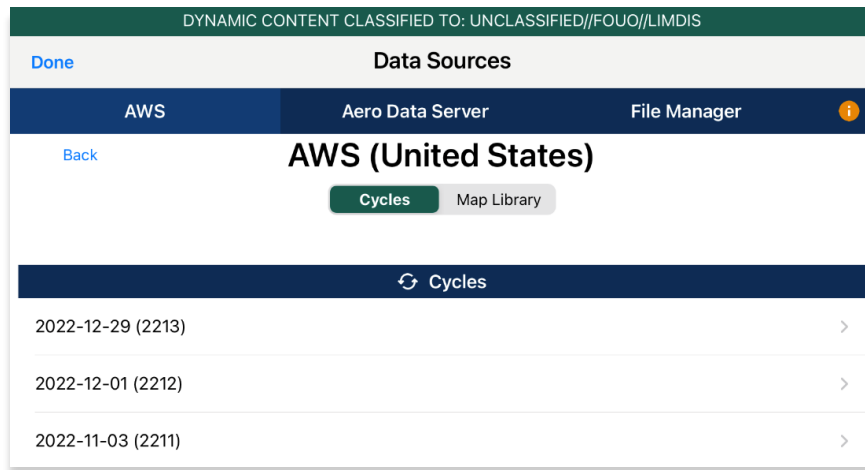 DYNAMIC CONTENT CLASSIFIED TO: UNCLASSIFIED//FOUO//LIMDIS
Done Data Sources
AWS Aero Data Server File Manager i
Back AWS (United States)
Cycles Map Library
Cycles
2022-12-29 (2213)
2022-12-01 (2212)
2022-11-03 (2211)